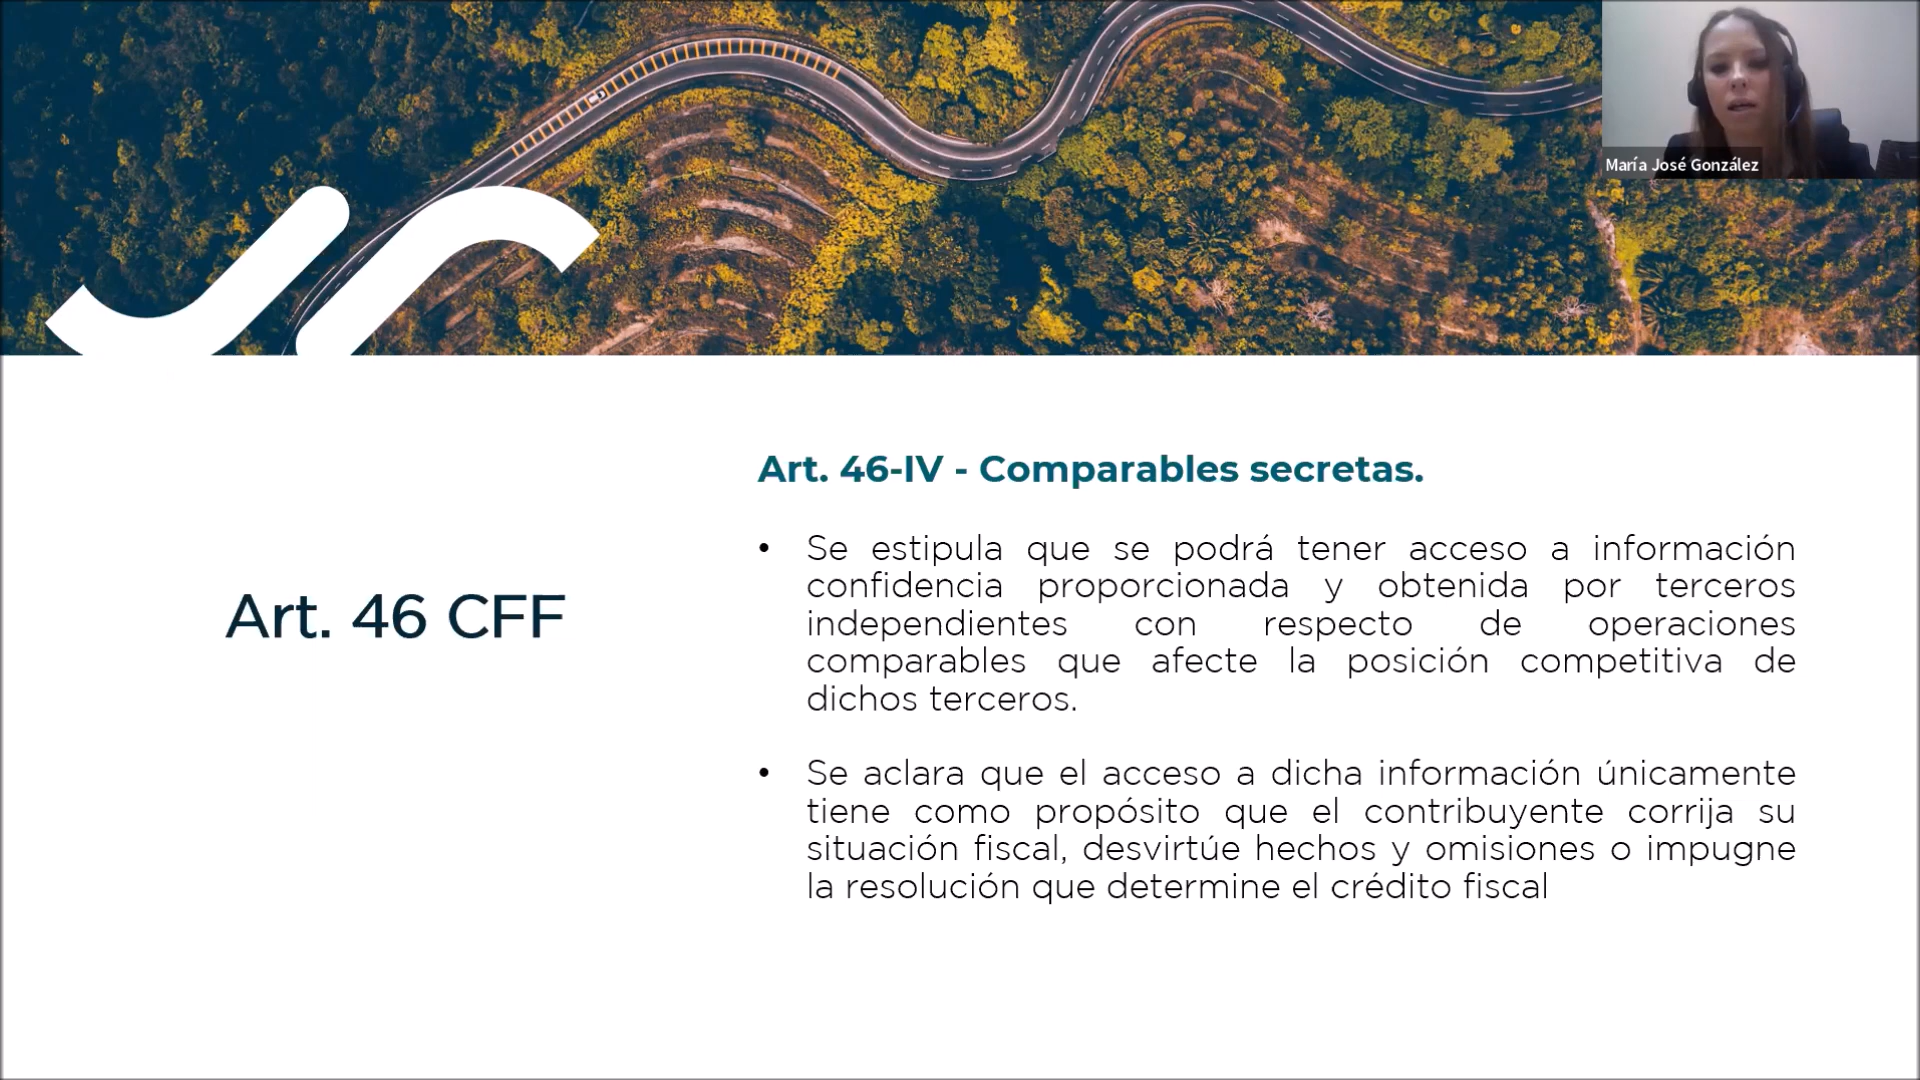 María José González
Art. 46 CFF
Art. 46-IV - Comparables secretas.
• Se estipula que se podrá tener acceso a información
confidencia proporcionada y obtenida por terceros
independientes con respecto de operaciones
comparables que afecte la posición competitiva de
dichos terceros.
• Se aclara que el acceso a dicha información únicamente
tiene como propósito que el contribuyente corrija su
situación fiscal, desvirtúe hechos y omisiones o impugne
la resolución que determine el crédito fiscal